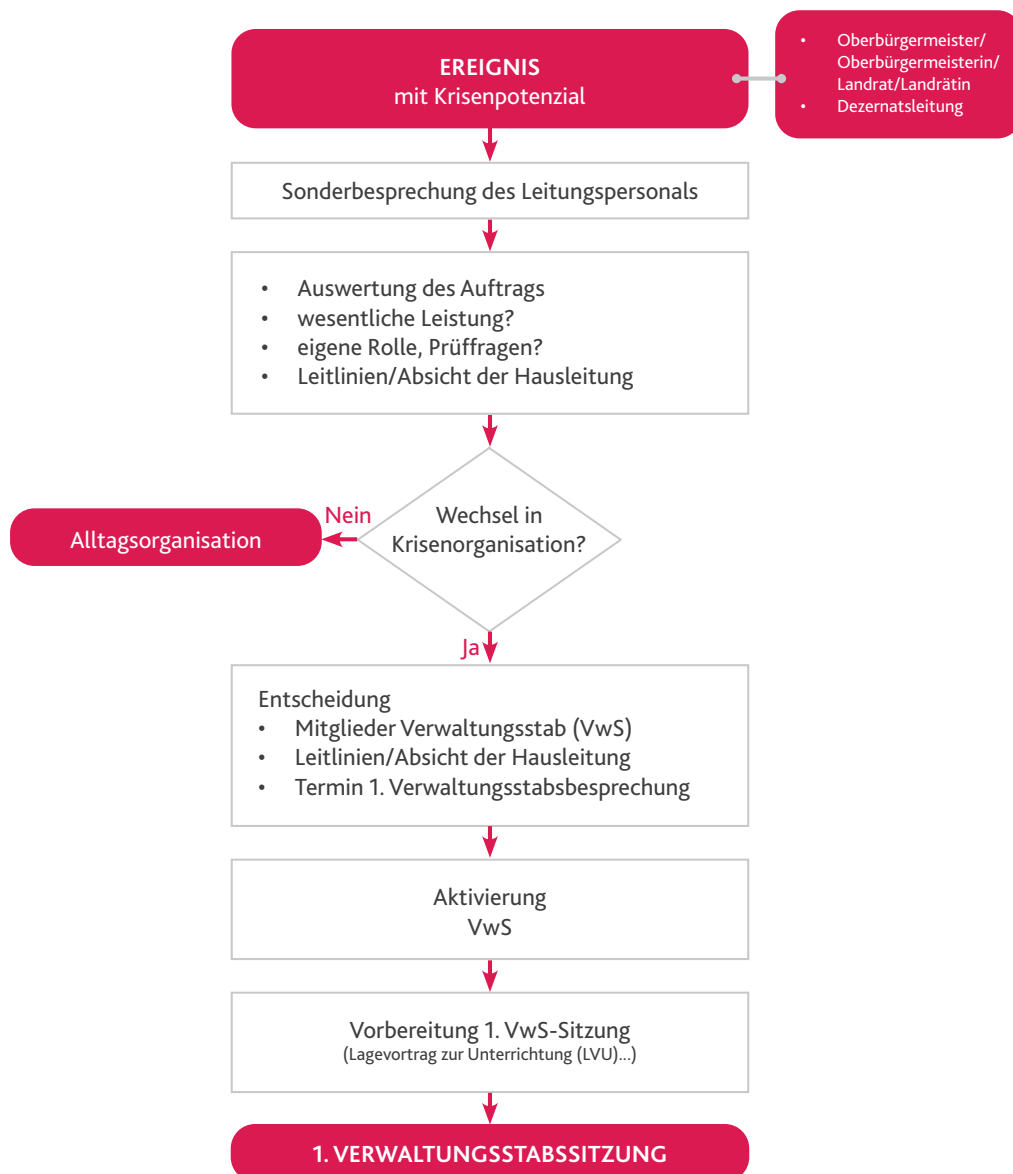 EREIGNIS
mit Krisenpotenzial
• Oberbürgermeister/
Oberbürgermeisterin/
Landrat/Landrätin
• Dezernatsleitung
Sonderbesprechung des Leitungspersonals
• Auswertung des Auftrags
• wesentliche Leistung?
• eigene Rolle, Prüffragen?
• Leitlinien/Absicht der Hausleitung
Wechsel in
Krisenorganisation?
Nein
Alltagsorganisation
Ja
Entscheidung
• Mitglieder Verwaltungsstab (VwS)
• Leitlinien/Absicht der Hausleitung
• Termin 1. Verwaltungsstabsbesprechung
Aktivierung
VwS
Vorbereitung 1. VwS-Sitzung
(Lagevortrag zur Unterrichtung (LVU)...)
1. VERWALTUNGSSTABSSITZUNG